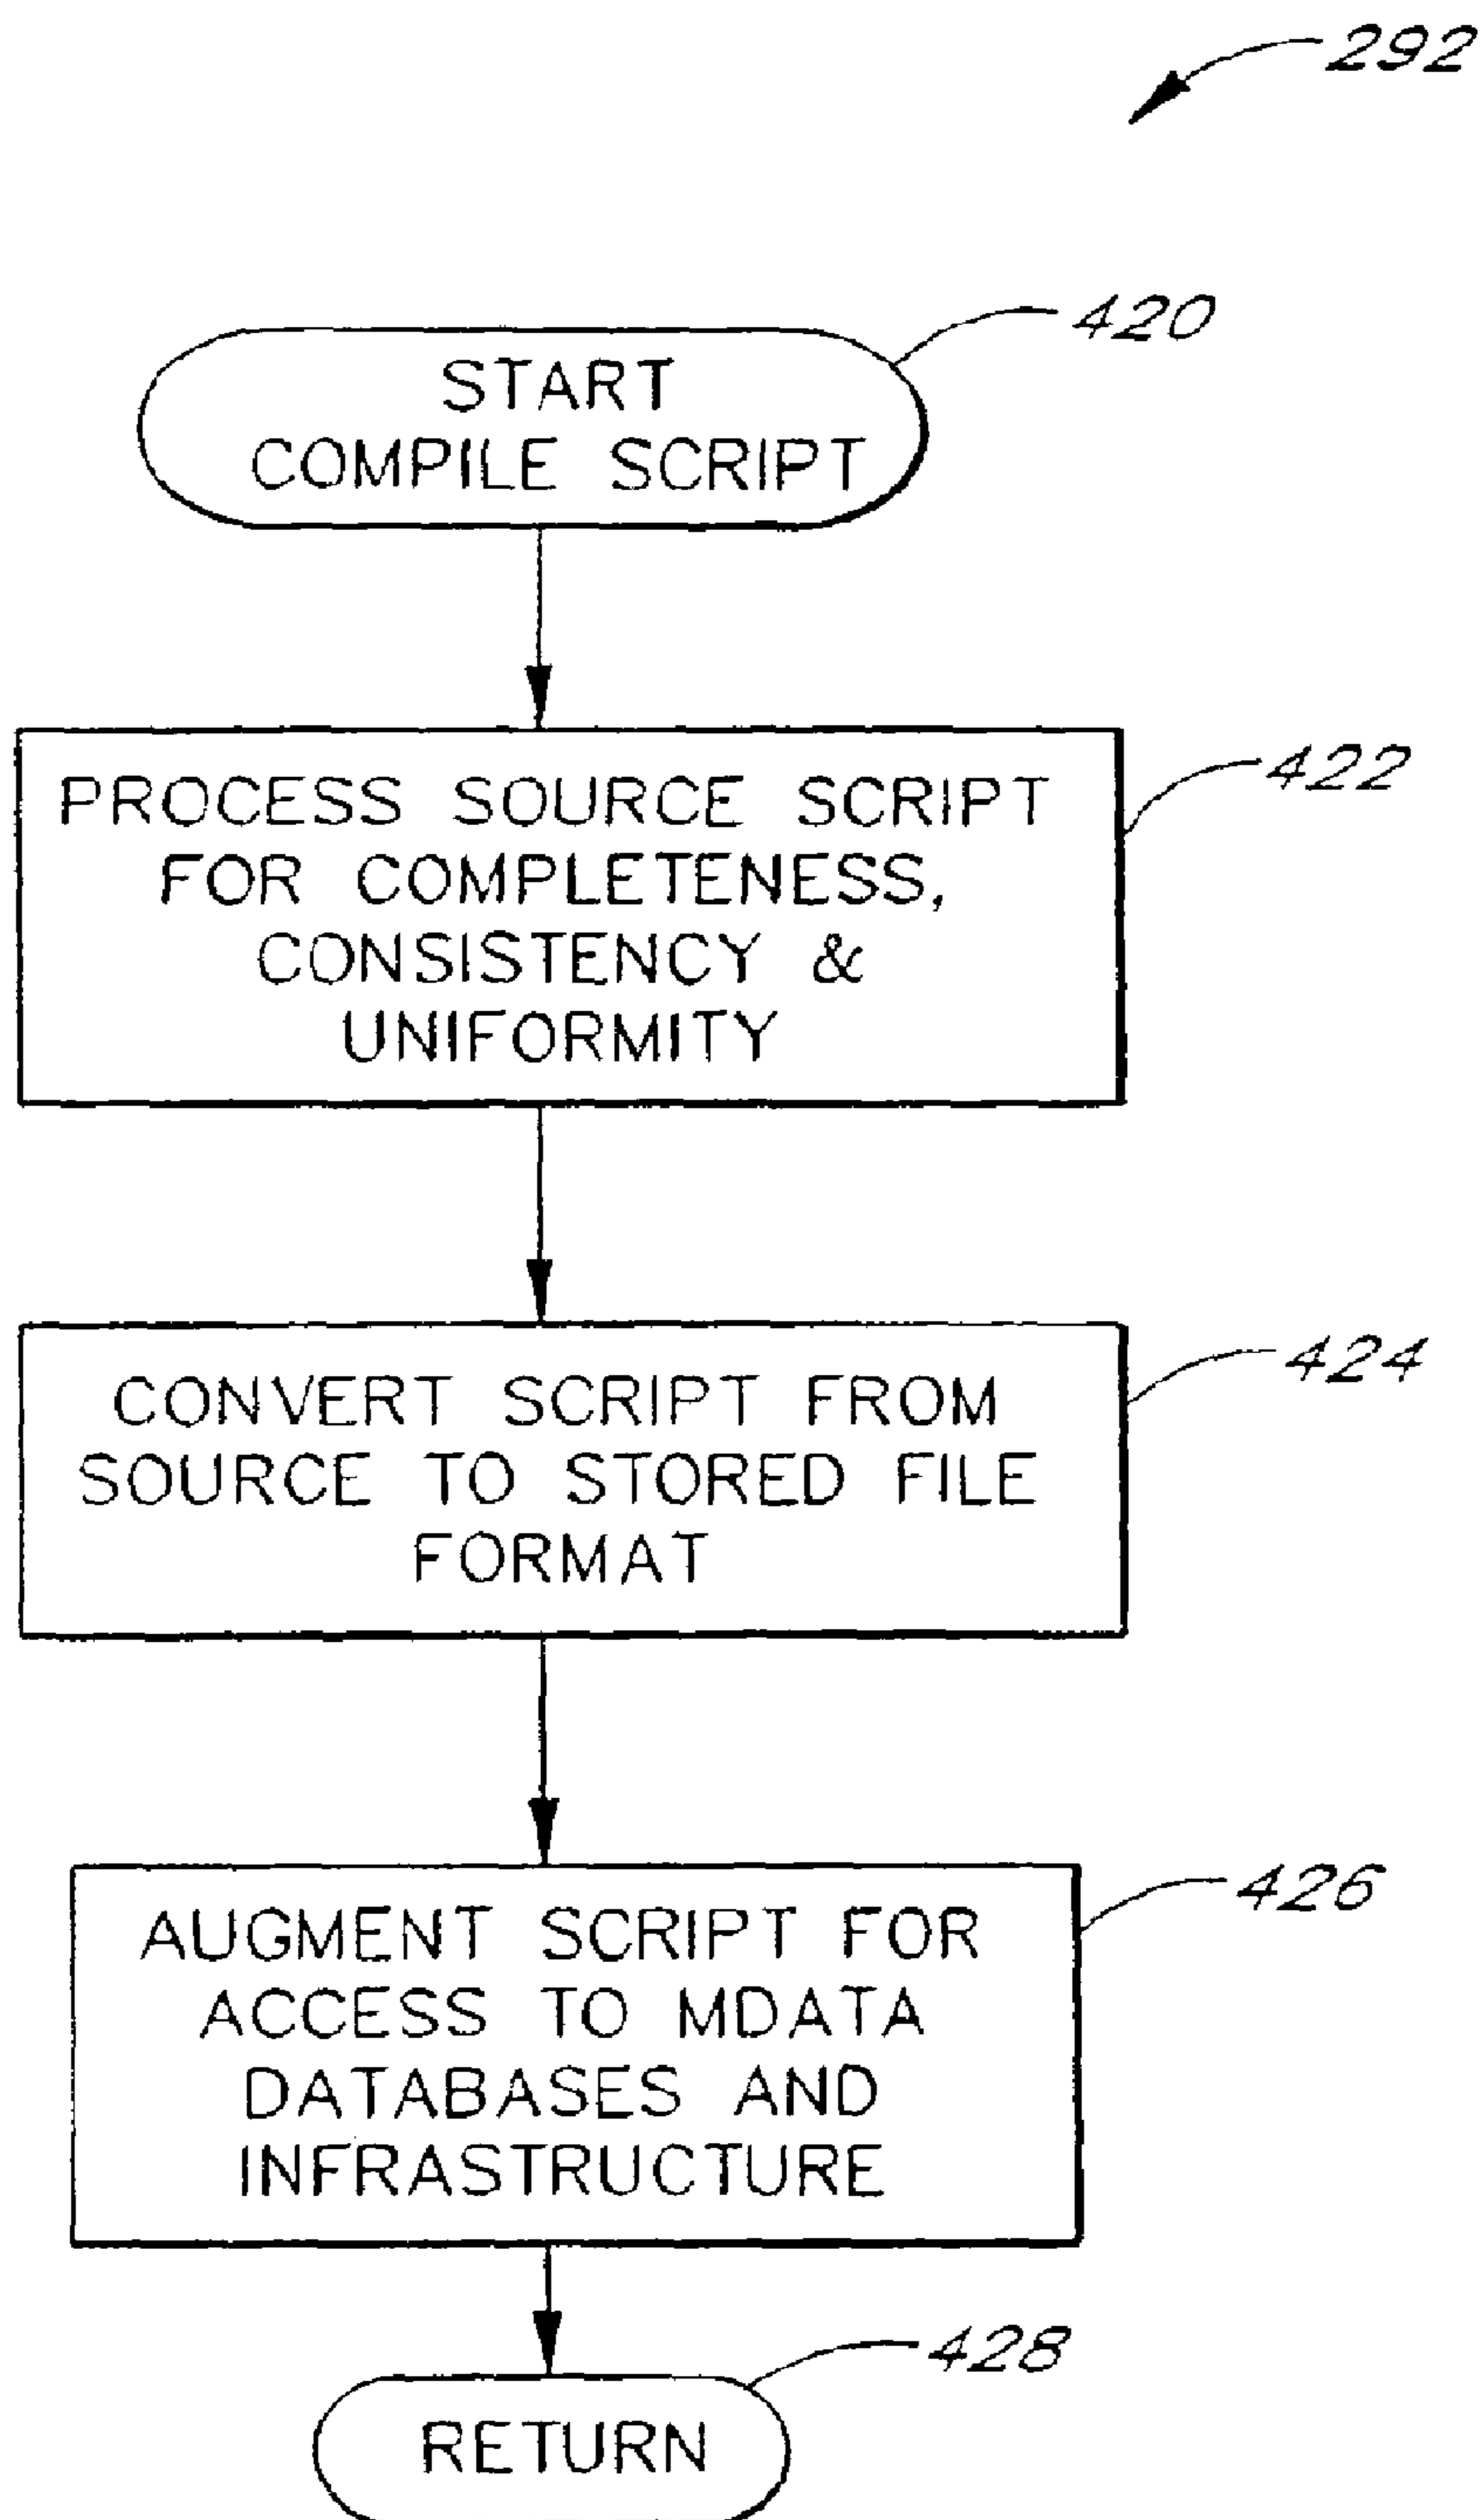 292
420
START
COMPILE SCRIPT
422
PROCESS SOURCE SCRIPT
FOR COMPLETENESS,
CONSISTENCY &
UNIFORMITY
424
CONVERT SCRIPT FROM
SOURCE TO STORED FILE
FORMAT
426
AUGMENT SCRIPT FOR
ACCESS TO MDATA
DATABASES AND
INFRASTRUCTURE
428
RETURN